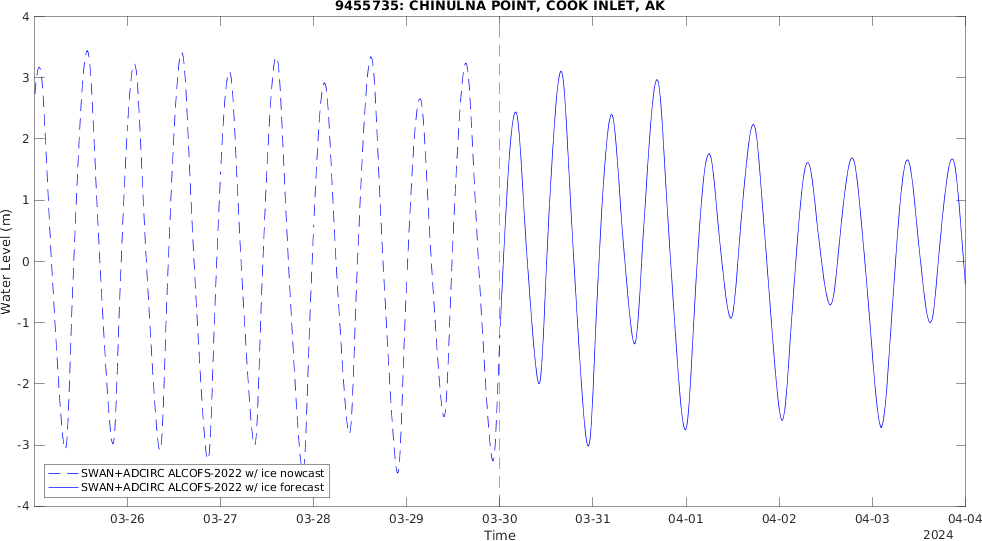 9455735: CHINULNA POINT, COOK INLET, AK
4
3
2
1
0
-1
-2
-3
-4
Water Level (m)
SWAN+ADCIRC ALCOFS-2022 w/ ice nowcast
SWAN+ADCIRC ALCOFS-2022 w/ ice forecast
03-26 03-27 03-28 03-29 03-30 03-31 04-01 04-02 04-03 04-04
Time
2024